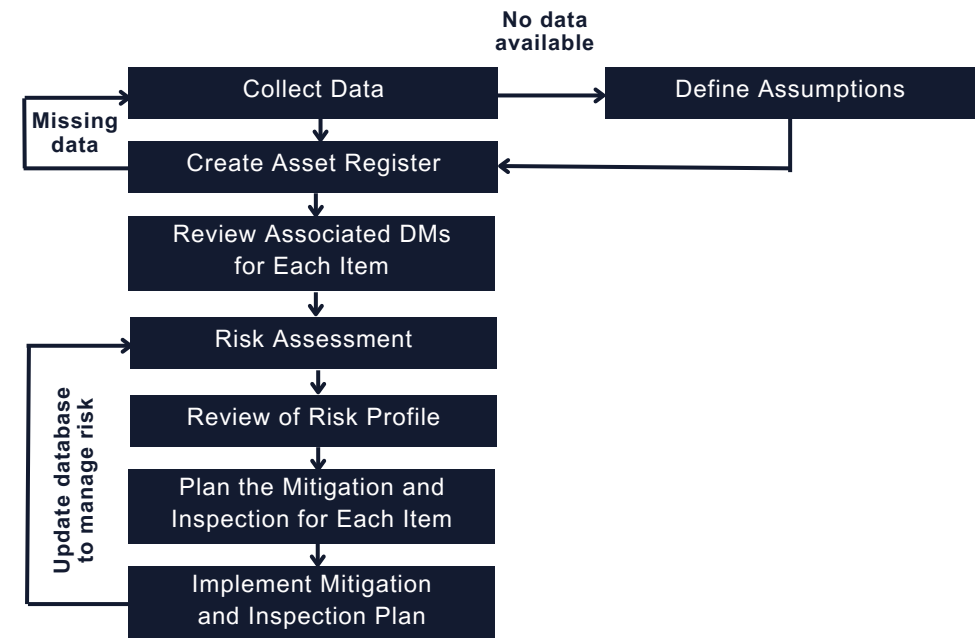 No data
available
Collect Data
Define Assumptions
Missing
data
Create Asset Register
Review Associated DMs
for Each Item
Risk Assessment
Review of Risk Profile
Update database
to manage risk
Plan the Mitigation and
Inspection for Each Item
Implement Mitigation
and Inspection Plan